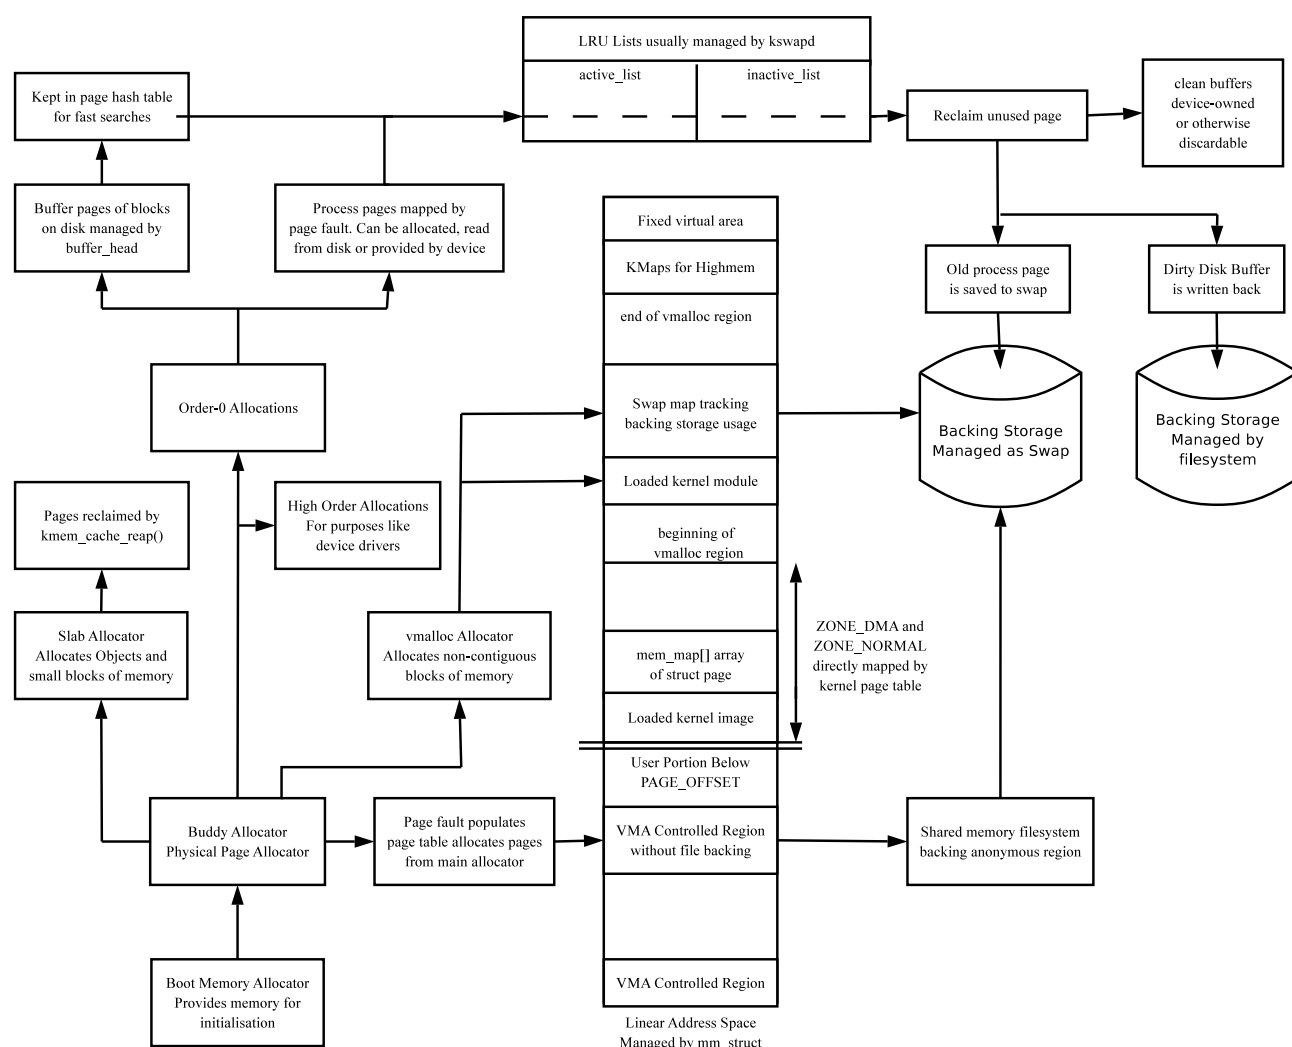 LRU Lists usually managed by kswapd
active_list
inactive_list
Kept in page hash table
for fast searches
Reclaim unused page
clean buffers
device-owned
or otherwise
discardable
Buffer pages of blocks
on disk managed by
buffer_head
Process pages mapped by
page fault. Can be allocated, read
from disk or provided by device
Fixed virtual area
KMaps for Highmem
end of vmalloc region
Old process page
is saved to swap
Dirty Disk Buffer
is written back
Order-0 Allocations
Swap map tracking
backing storage usage
Backing Storage
Managed as Swap
Backing Storage
Managed by
filesystem
Pages reclaimed by
kmem_cache_reap()
High Order Allocations
For purposes like
device drivers
Loaded kernel module
beginning of
vmalloc region
Slab Allocator
Allocates Objects and
small blocks of memory
vmalloc Allocator
Allocates non-contiguous
blocks of memory
mem_map[] array
of struct page
ZONE_DMA and
ZONE_NORMAL
directly mapped by
kernel page table
Loaded kernel image
User Portion Below
PAGE_OFFSET
Buddy Allocator
Physical Page Allocator
Page fault populates
page table allocates pages
from main allocator
VMA Controlled Region
without file backing
Shared memory filesystem
backing anonymous region
Boot Memory Allocator
Provides memory for
initialisation
VMA Controlled Region
Linear Address Space
Managed by mm_struct